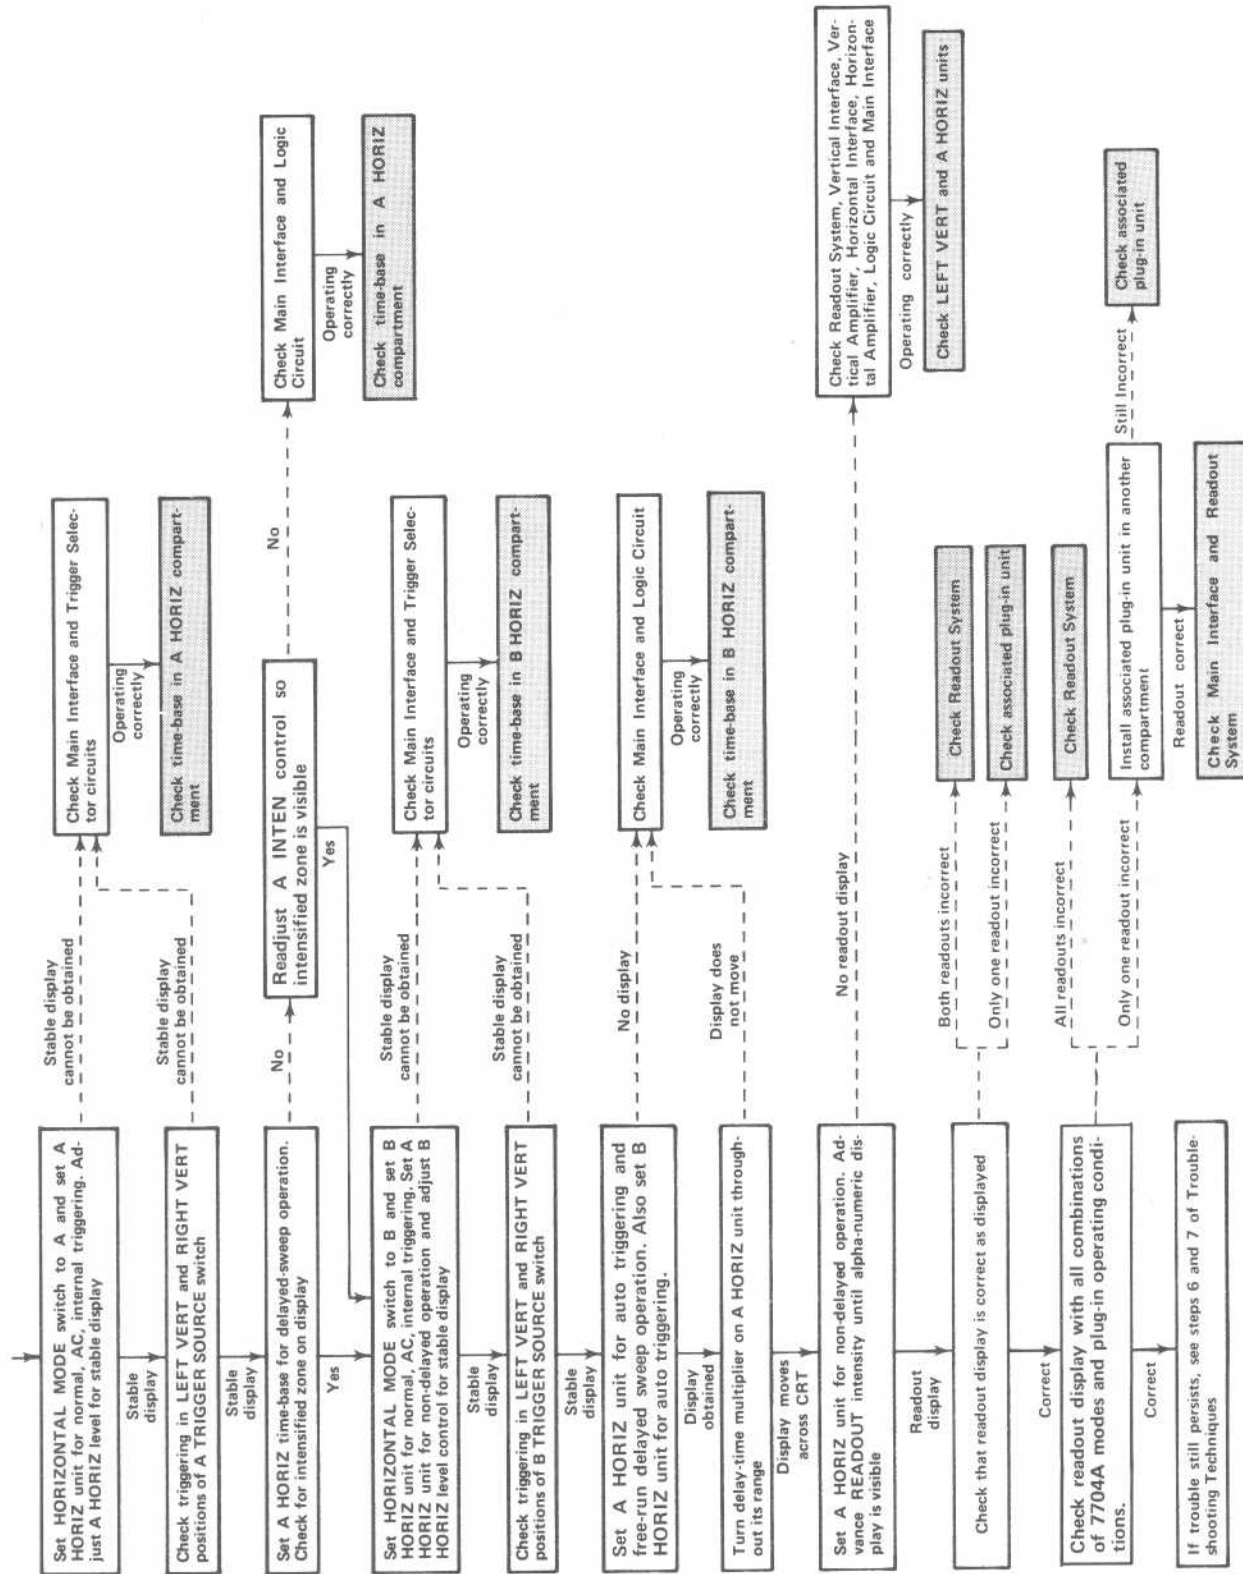 Set HORIZONTAL MODE switch to A and set A
HORIZ unit for normal, AC, internal triggering. Ad-
just A HORIZ level for stable display
Stable display
cannot be obtained
Check Main Interface and Trigger Selec-
tor circuits
Operating
correctly
Check time-base in A HORIZ compart-
ment
Stable
display
Check triggering in LEFT VERT and RIGHT VERT
positions of A TRIGGER SOURCE switch
Stable display
cannot be obtained
Stable
display
Set A HORIZ time-base for delayed-sweep operation.
Check for intensified zone on display
No
Readjust A INTEN control so
intensified zone is visible
No
Check Main Interface and Logic
Circuit
Operating
correctly
Check time-base in A HORIZ
compartment
Yes
Yes
Set HORIZONTAL MODE switch to B and set B
HORIZ unit for normal, AC, internal triggering. Set A
HORIZ unit for non-delayed operation and adjust B
HORIZ level control for stable display
Stable display
cannot be obtained
Check Main Interface and Trigger Selec-
tor circuits
Operating
correctly
Check time-base in B HORIZ compart-
ment
Stable
display
Check triggering in LEFT VERT and RIGHT VERT
positions of B TRIGGER SOURCE switch
Stable display
cannot be obtained
Stable
display
Set A HORIZ unit for auto triggering and
free-run delayed sweep operation. Also set B
HORIZ unit for auto triggering.
No display
Check Main Interface and Logic Circuit
Operating
correctly
Check time-base in B HORIZ compart-
ment
Display
obtained
Turn delay-time multiplier on A HORIZ unit through-
out its range
Display does
not move
Display moves
across CRT
Set A HORIZ unit for non-delayed operation. Ad-
vance READOUT intensity until alpha-numeric dis-
play is visible
No readout display
Check Readout System, Vertical Interface, Ver-
tical Amplifier, Horizontal Interface, Horizon-
tal Amplifier, Logic Circuit and Main Interface
Operating correctly
Check LEFT VERT and A HORIZ units
Readout
display
Check that readout display is correct as displayed
Both readouts incorrect
Check Readout System
Only one readout incorrect
Check associated plug-in unit
Correct
Check readout display with all combinations
of 7704A modes and plug-in operating condi-
tions.
All readouts incorrect
Check Readout System
Only one readout incorrect
Install associated plug-in unit in another
compartment
Still Incorrect
Check associated
plug-in unit
Readout correct
Check Main Interface and Readout
System
Correct
If trouble still persists, see steps 6 and 7 of Trouble-
shooting Techniques